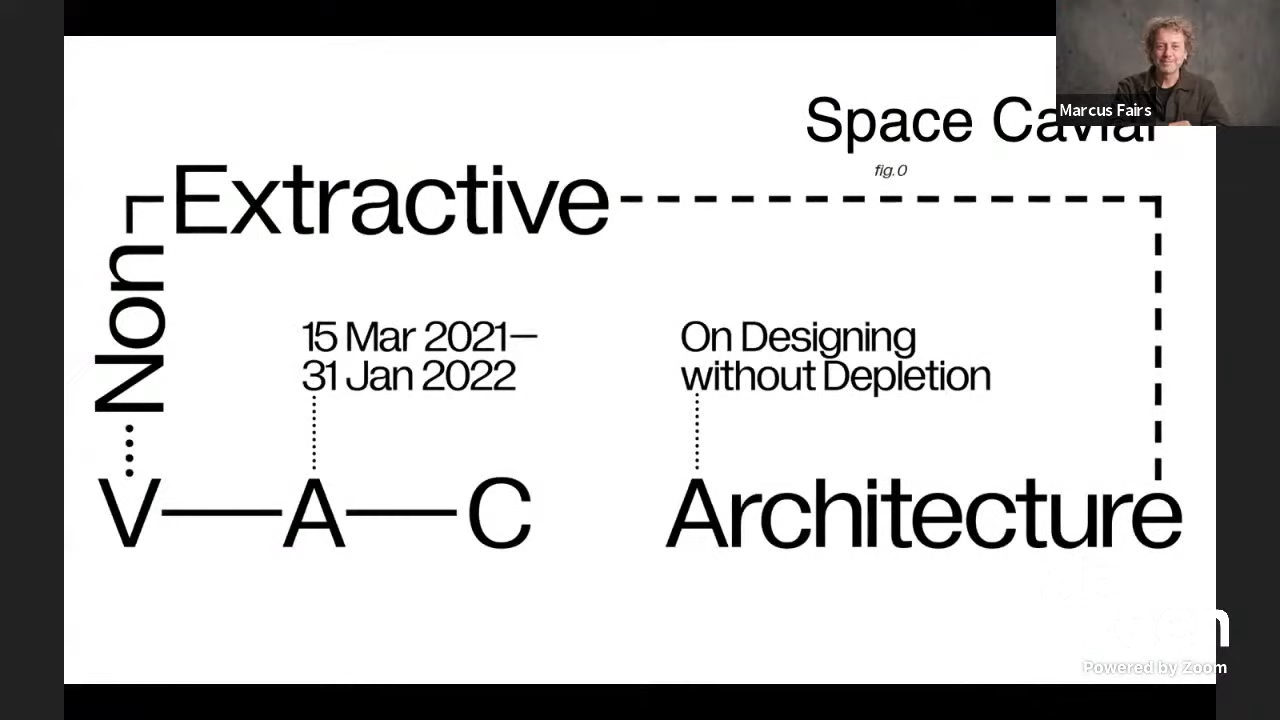 Marcus Fairs
Space Caviar
fig.0
Extractive
Non
15 Mar 2021—
31 Jan 2022
On Designing
without Depletion
V—A—C
Architecture
Powered by Zoom